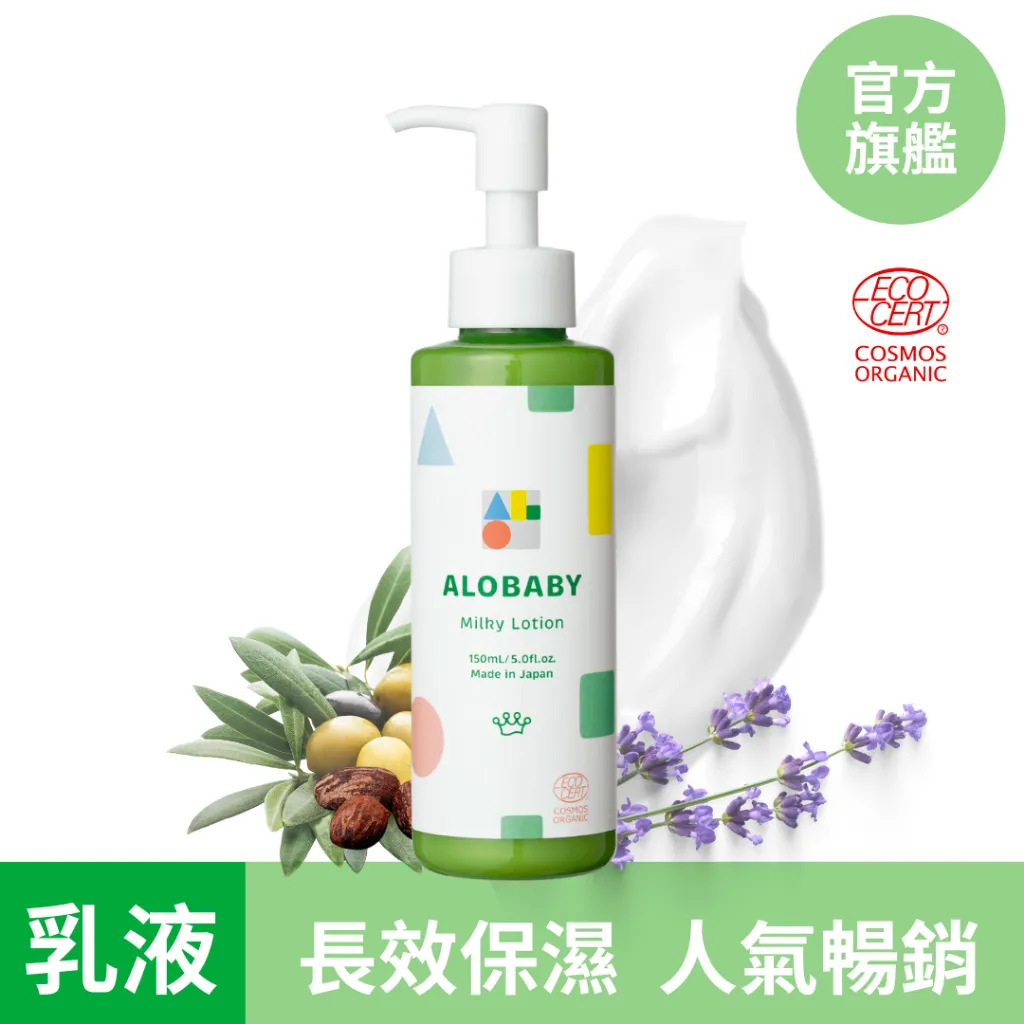 官方
旗艦
ECO
CERT
®
COSMOS
ORGANIC
ALOBABY
Milky Lotion
150mL/5.0fl.oz.
Made in Japan
ECO
CERT
COSMOS
ORGANIC
乳液
長效保濕 人氣暢銷